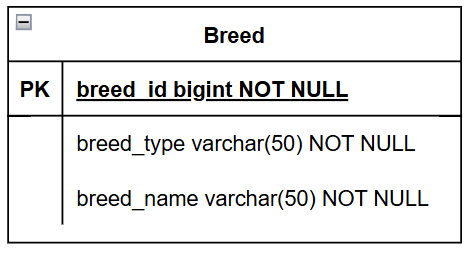 Breed
PK breed_id bigint NOT NULL
breed_type varchar(50) NOT NULL
breed_name varchar(50) NOT NULL